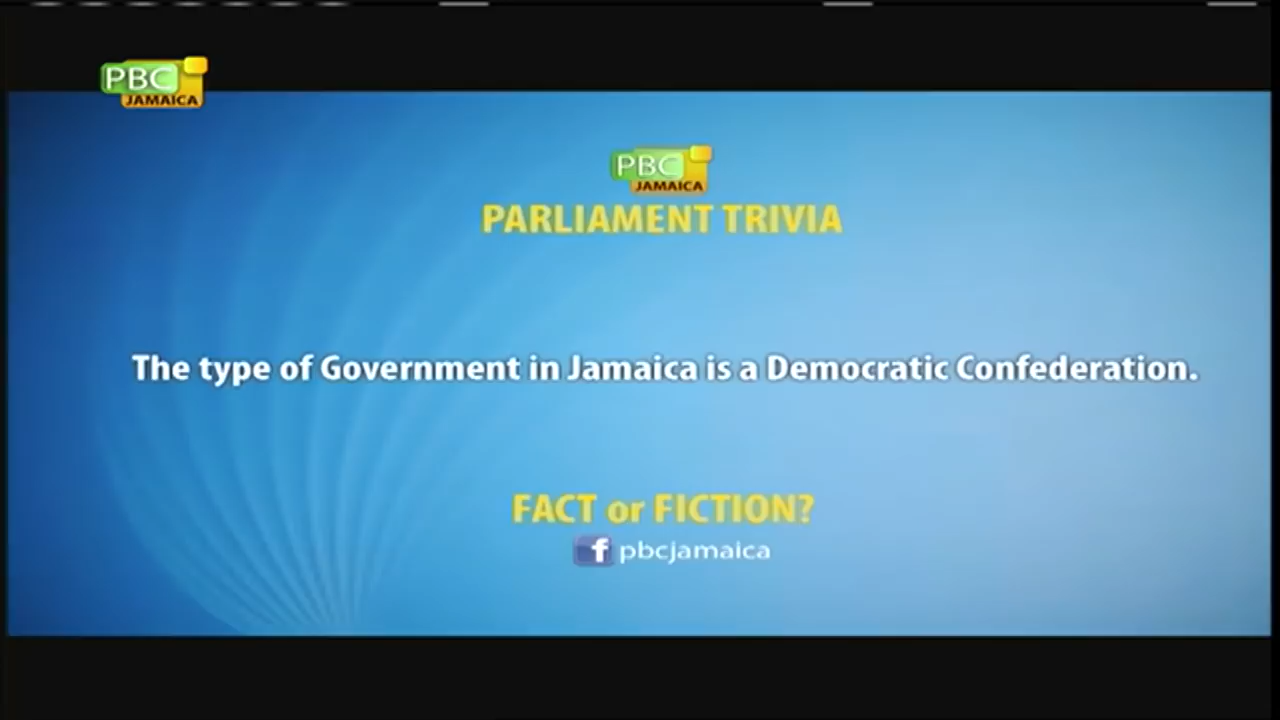 PBC
JAMAICA
PBC
JAMAICA
PARLIAMENT TRIVIA
The type of Government in Jamaica is a Democratic Confederation.
FACT or FICTION?
f pbcjamaica